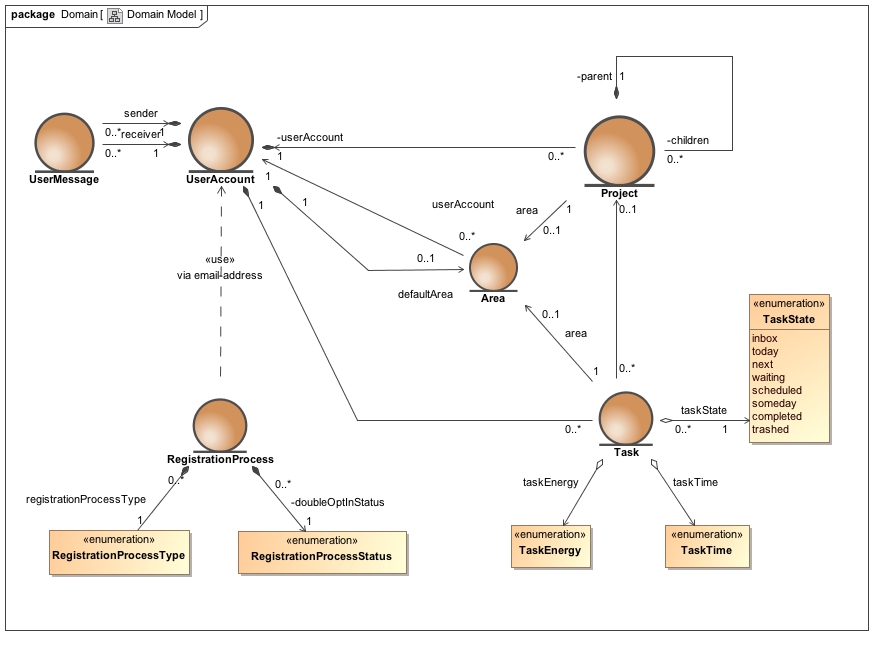 package Domain [ Domain Model ]
-parent 1
sender
0..* receiver 1
0..* 1
UserMessage
UserAccount
-userAccount
1
0..*
-children
0..*
Project
1
1
1
1
userAccount
0..*
area
1
0..1
0..1
0..1
defaultArea
Area
«use»
via email-address
0..1
area
1
0..*
«enumeration»
TaskState
inbox
today
next
waiting
scheduled
someday
completed
trashed
taskState
0..* 1
0..*
Task
RegistrationProcess
0..*
0..*
registrationProcessType
-doubleOptInStatus
1
1
taskEnergy
taskTime
«enumeration»
RegistrationProcessType
«enumeration»
RegistrationProcessStatus
«enumeration»
TaskEnergy
«enumeration»
TaskTime